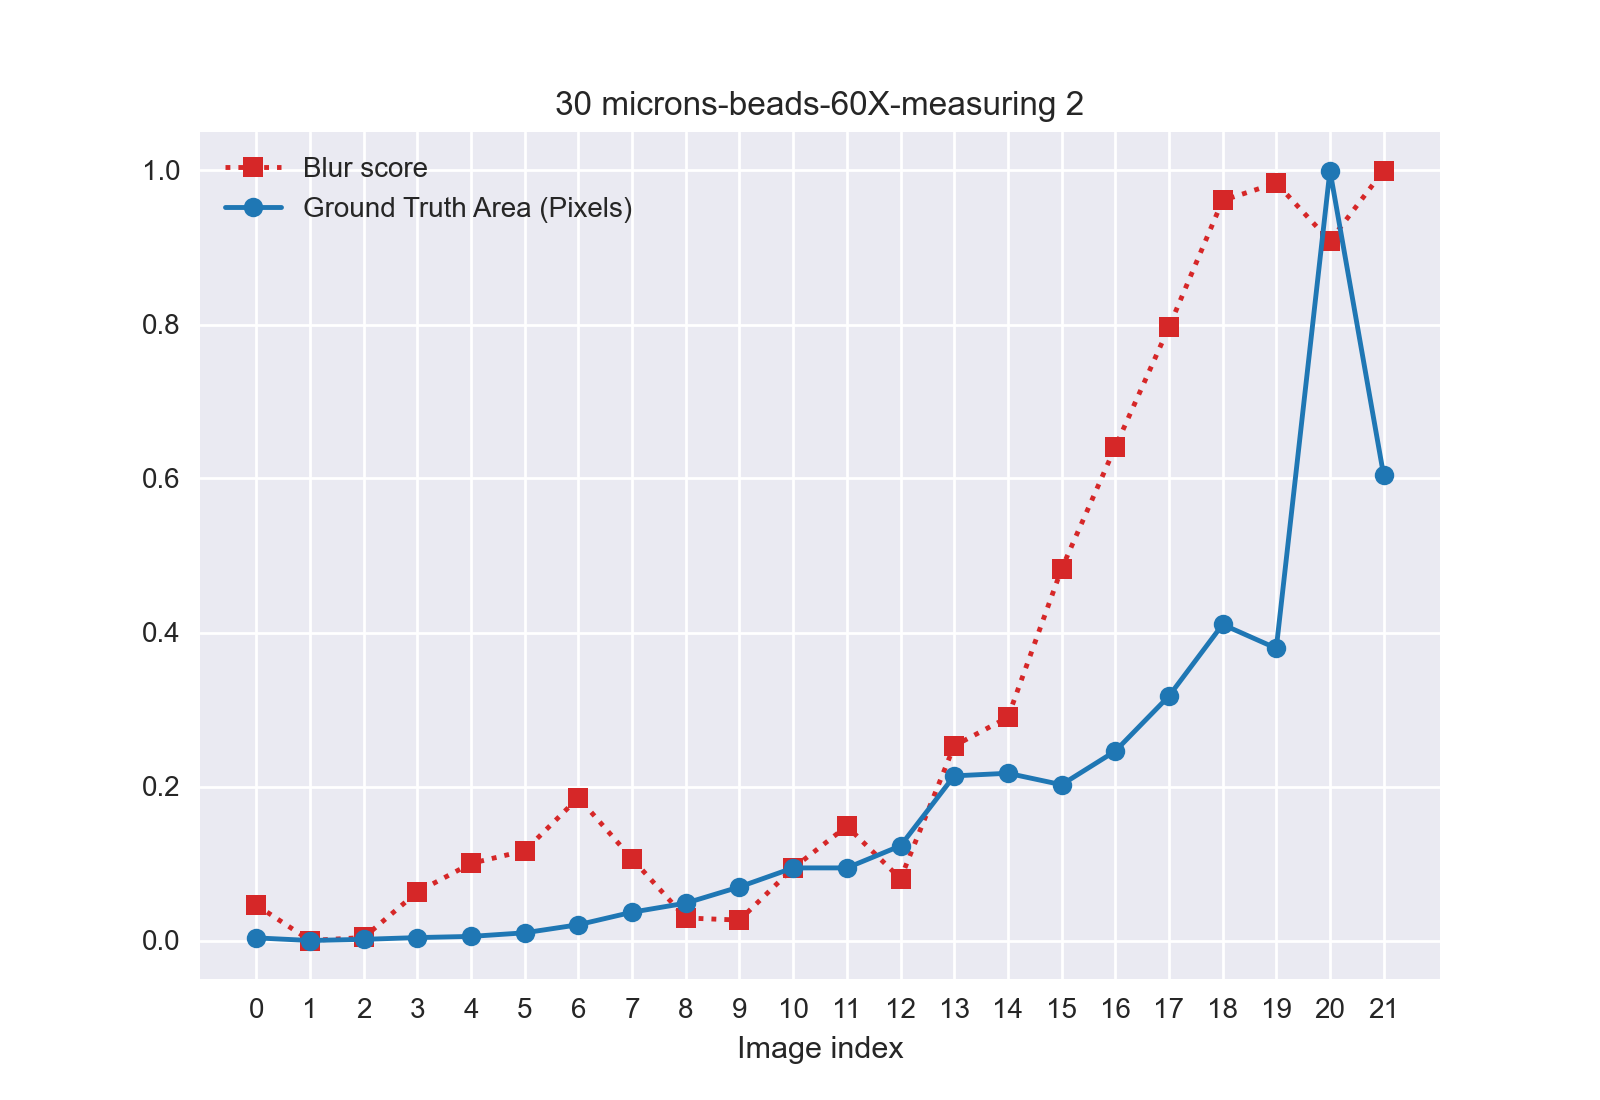 30 microns-beads-60X-measuring 2
Blur score
Ground Truth Area (Pixels)
1.0
0.8
0.6
0.4
0.2
0.0
0 1 2 3 4 5 6 7 8 9 10 11 12 13 14 15 16 17 18 19 20 21
Image index